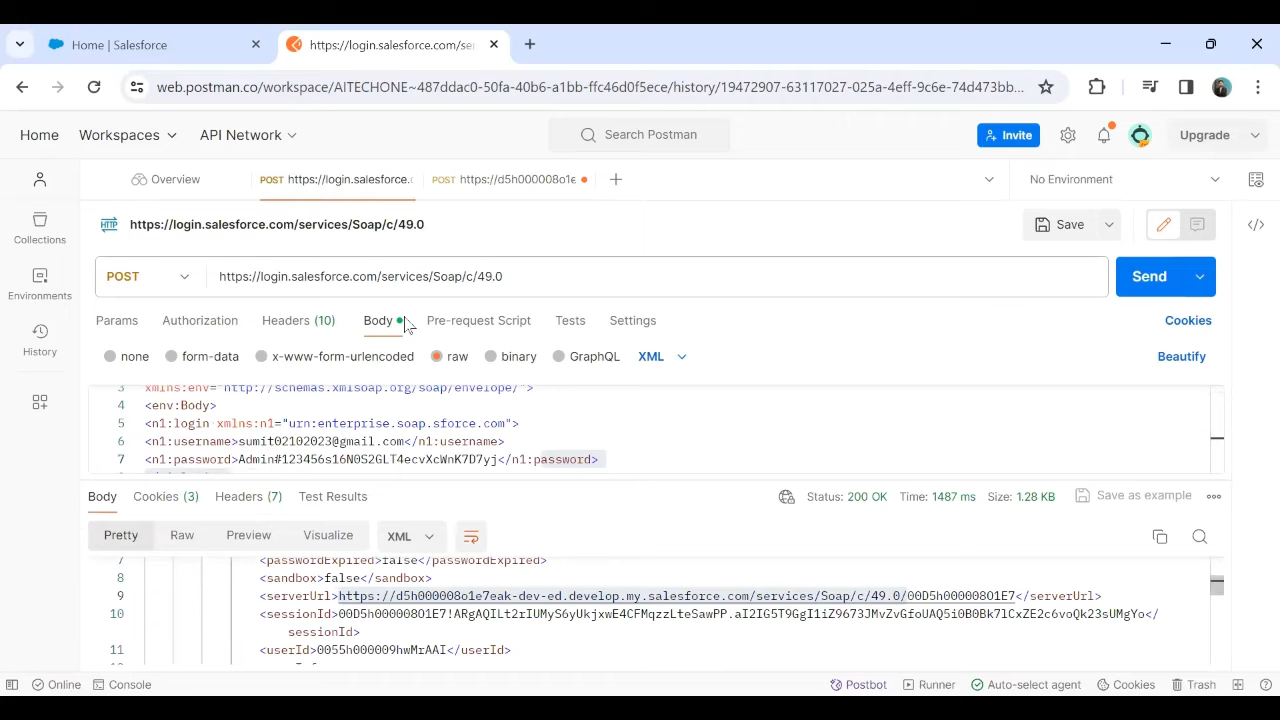 Home | Salesforce
https://login.salesforce.com/se
web.postman.co/workspace/AITECHONE~487ddac0-50fa-40b6-a1bb-ffc46d0f5ece/history/19472907-63117027-025a-4eff-9c6e-74d473bb...
Home Workspaces API Network Search Postman Invite Upgrade
Overview POST https://login.salesforce.c POST https://d5h000008o1e No Environment
HTTP https://login.salesforce.com/services/Soap/c/49.0 Save
Collections
POST https://login.salesforce.com/services/Soap/c/49.0 Send
Environments
Params Authorization Headers (10) Body Pre-request Script Tests Settings Cookies
History
none form-data x-www-form-urlencoded raw binary GraphQL XML Beautify
3 xmlns:env="http://schemas.xmlsoap.org/soap/envelope/">
4 <env:Body>
5 <n1:login xmlns:n1="urn:enterprise.soap.sforce.com">
6 <n1:username>sumit02102023@gmail.com</n1:username>
7 <n1:password>Admin#123456s16N0S2GLT4ecvXcWnK7D7yj</n1:password>
Body Cookies (3) Headers (7) Test Results Status: 200 OK Time: 1487 ms Size: 1.28 KB Save as example
Pretty Raw Preview Visualize XML
7 <passwordExpired>false</passwordExpired>
8 <sandbox>false</sandbox>
9 <serverUrl>https://d5h000008o1e7eak-dev-ed.develop.my.salesforce.com/services/Soap/c/49.0/00D5h000008O1E7</serverUrl>
10 <sessionId>00D5h000008O1E7!ARgAQILt2rIUMyS6yUkjxwE4CFMqzzLteSawPP.aI2IG5T9GgI1iZ9673JMvZvGfoUAQ5i0B0Bk7lCxZE2c6voQk23sUMgYo</
sessionId>
11 <userId>0055h000009hwMrAAI</userId>
Online Console Postbot Runner Auto-select agent Cookies Trash